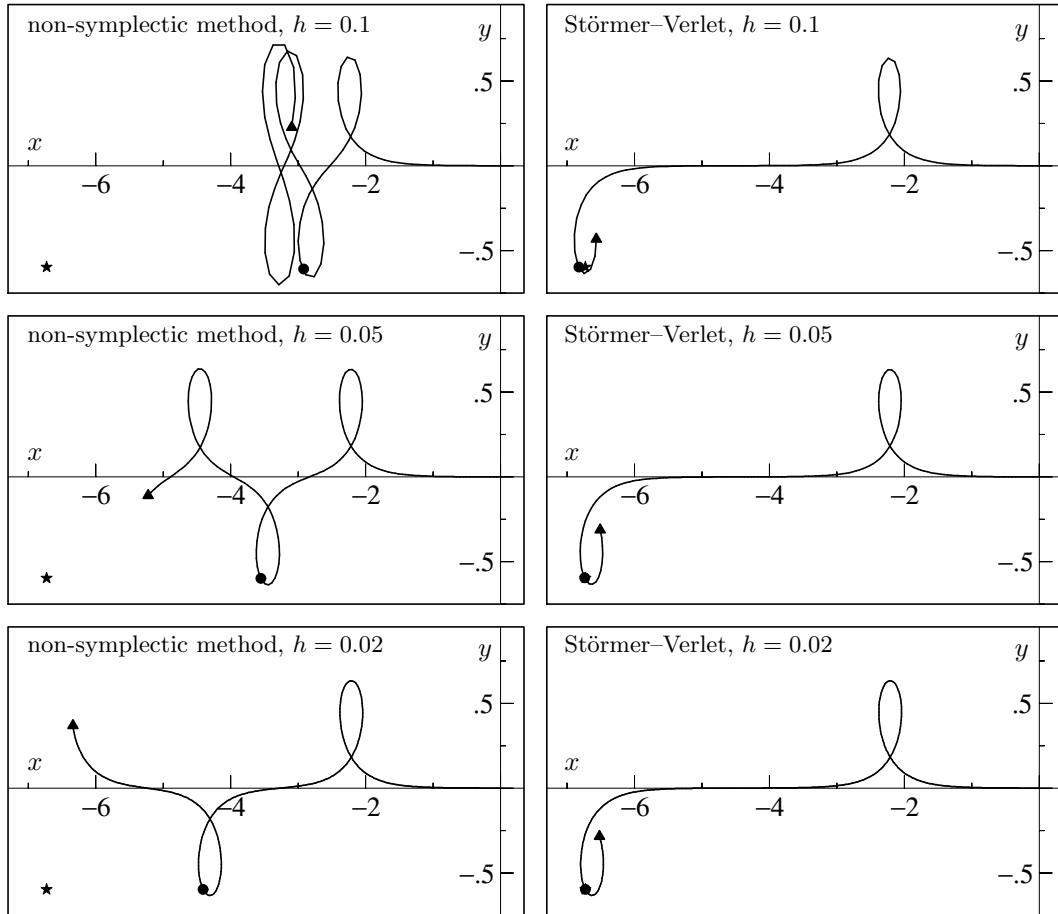 non-symplectic method, h = 0.1
y
.5
x
−6 −4 −2
−.5
Störmer–Verlet, h = 0.1
y
.5
x
−6 −4 −2
−.5
non-symplectic method, h = 0.05
y
.5
x
−6 −4 −2
−.5
Störmer–Verlet, h = 0.05
y
.5
x
−6 −4 −2
−.5
non-symplectic method, h = 0.02
y
.5
x
−6 −4 −2
−.5
Störmer–Verlet, h = 0.02
y
.5
x
−6 −4 −2
−.5